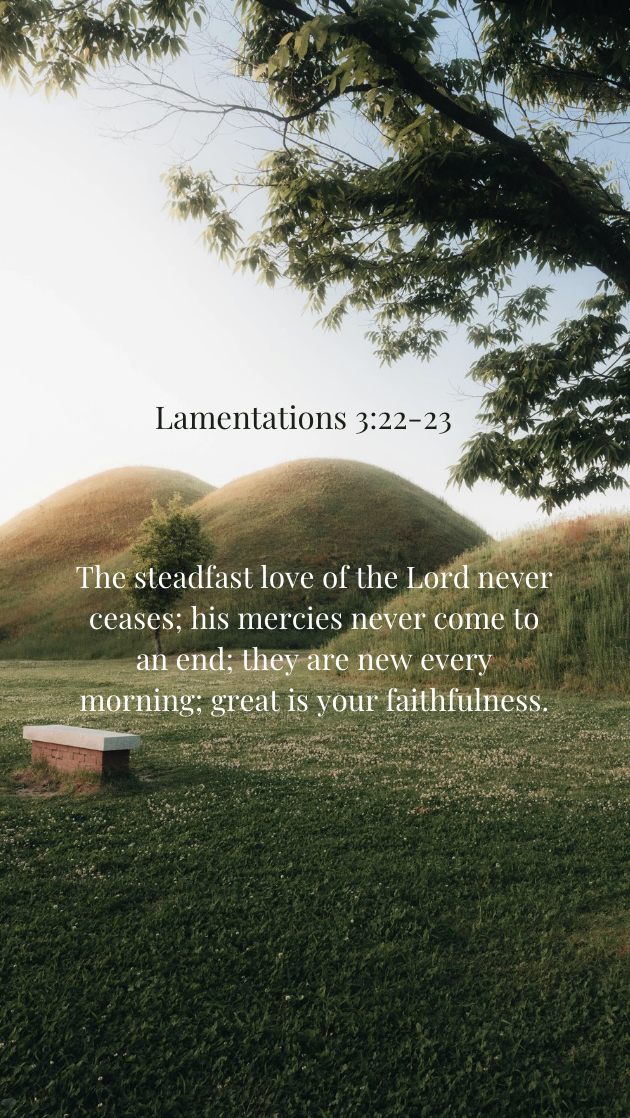 Lamentations 3:22-23
The steadfast love of the Lord never
ceases; his mercies never come to
an end; they are new every
morning; great is your faithfulness.